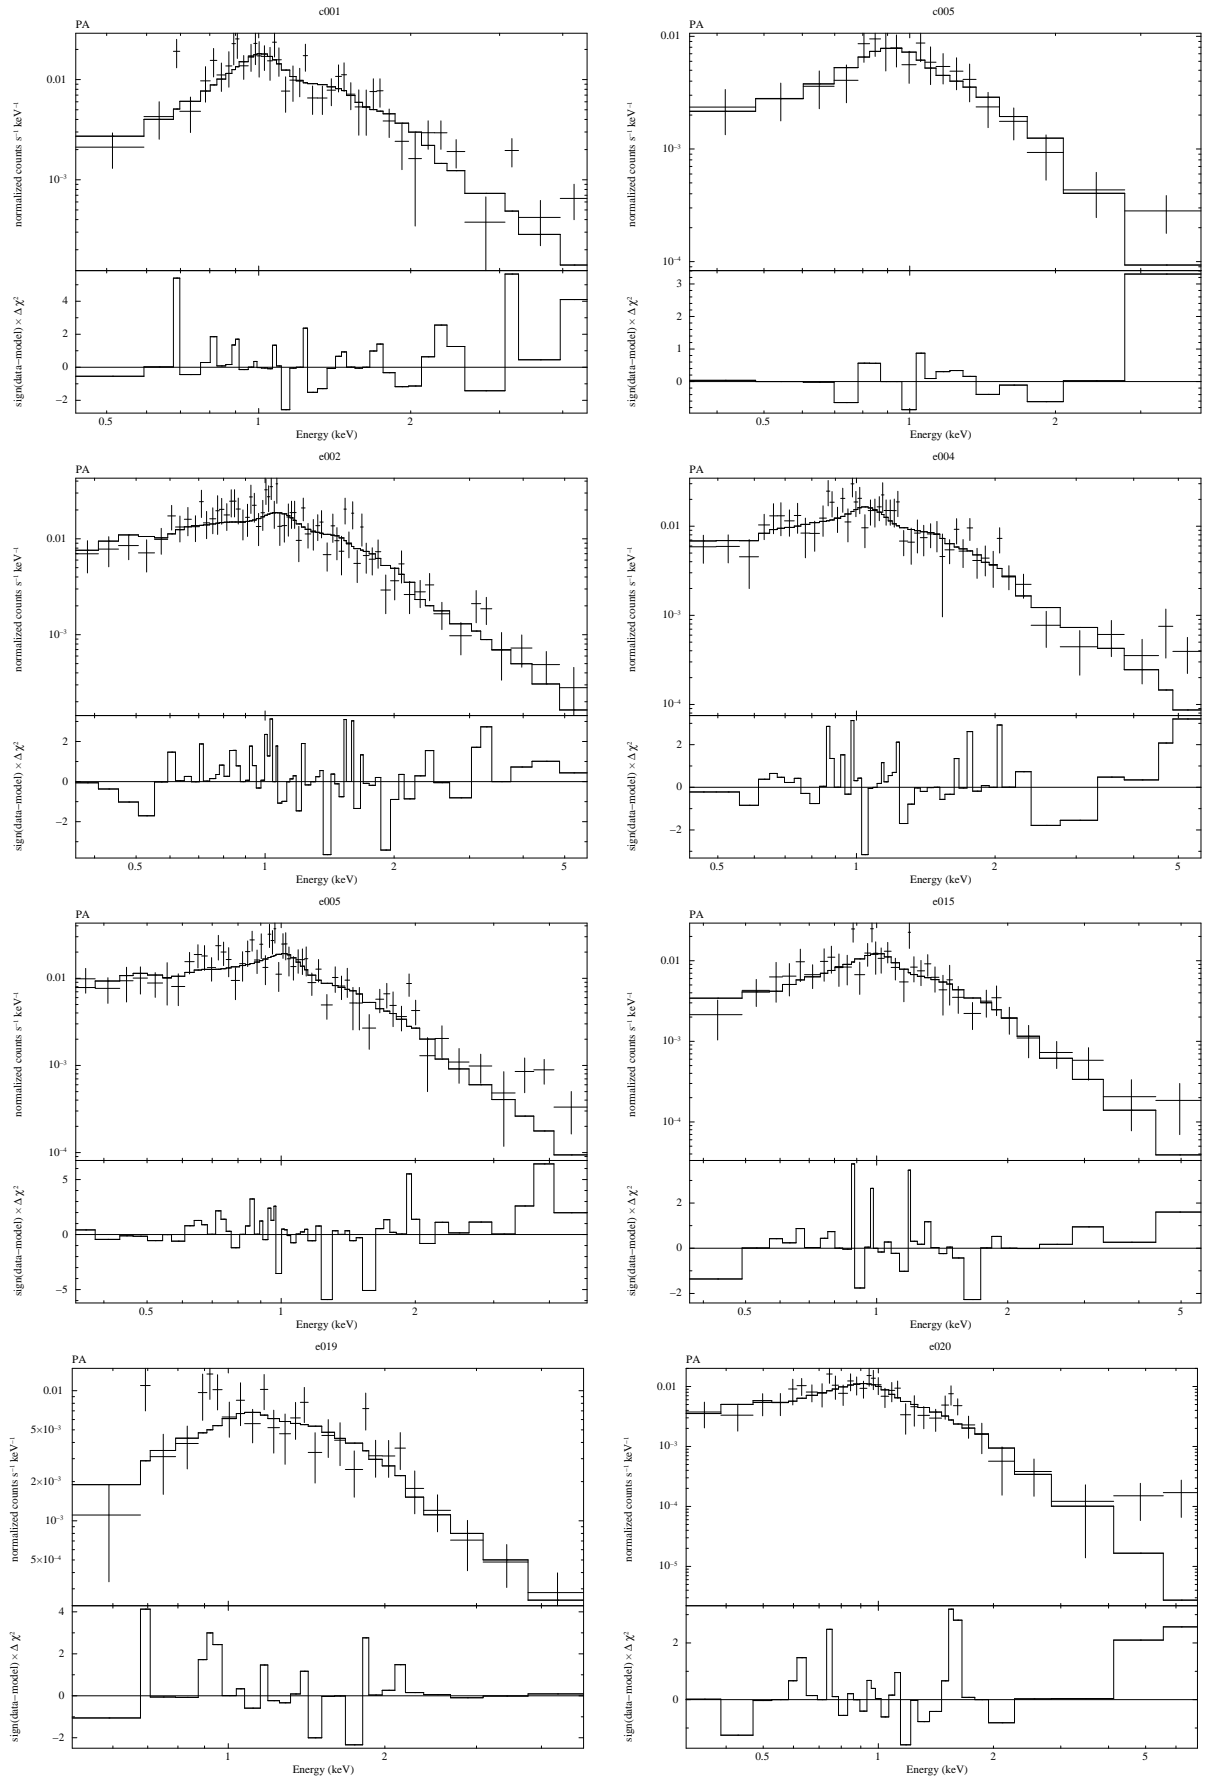 c001
PA
0.01
10⁻³
normalized counts s⁻¹ keV⁻¹
4
2
0
−2
sign(data−model) × Δ χ²
0.5 1 2
Energy (keV)
c005
PA
0.01
10⁻³
10⁻⁴
normalized counts s⁻¹ keV⁻¹
3
2
1
0
sign(data−model) × Δ χ²
0.5 1 2
Energy (keV)
e002
PA
0.01
10⁻³
normalized counts s⁻¹ keV⁻¹
2
0
−2
sign(data−model) × Δ χ²
0.5 1 2 5
Energy (keV)
e004
PA
0.01
10⁻³
10⁻⁴
normalized counts s⁻¹ keV⁻¹
2
0
−2
sign(data−model) × Δ χ²
0.5 1 2 5
Energy (keV)
e005
PA
0.01
10⁻³
10⁻⁴
normalized counts s⁻¹ keV⁻¹
5
0
−5
sign(data−model) × Δ χ²
0.5 1 2
Energy (keV)
e015
PA
0.01
10⁻³
10⁻⁴
normalized counts s⁻¹ keV⁻¹
2
0
−2
sign(data−model) × Δ χ²
0.5 1 2 5
Energy (keV)
e019
PA
0.01
5×10⁻³
2×10⁻³
10⁻³
5×10⁻⁴
normalized counts s⁻¹ keV⁻¹
4
2
0
−2
sign(data−model) × Δ χ²
1 2
Energy (keV)
e020
PA
0.01
10⁻³
10⁻⁴
10⁻⁵
normalized counts s⁻¹ keV⁻¹
2
0
sign(data−model) × Δ χ²
0.5 1 2 5
Energy (keV)